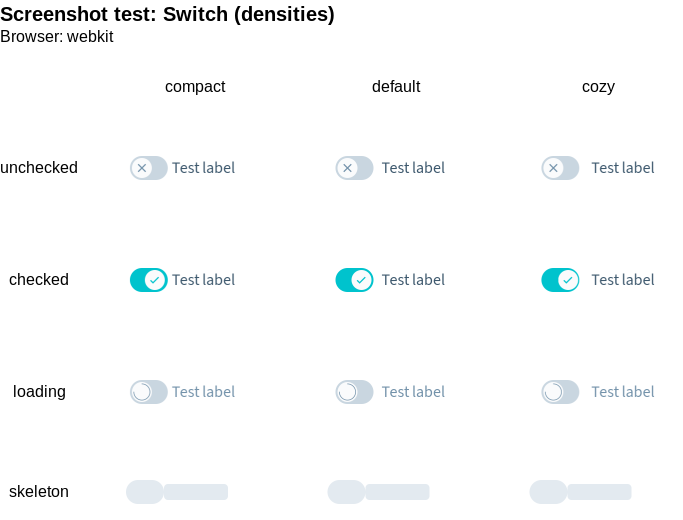 Screenshot test: Switch (densities)
Browser: webkit
compact default cozy
unchecked Test label Test label Test label
checked Test label Test label Test label
loading Test label Test label Test label
skeleton